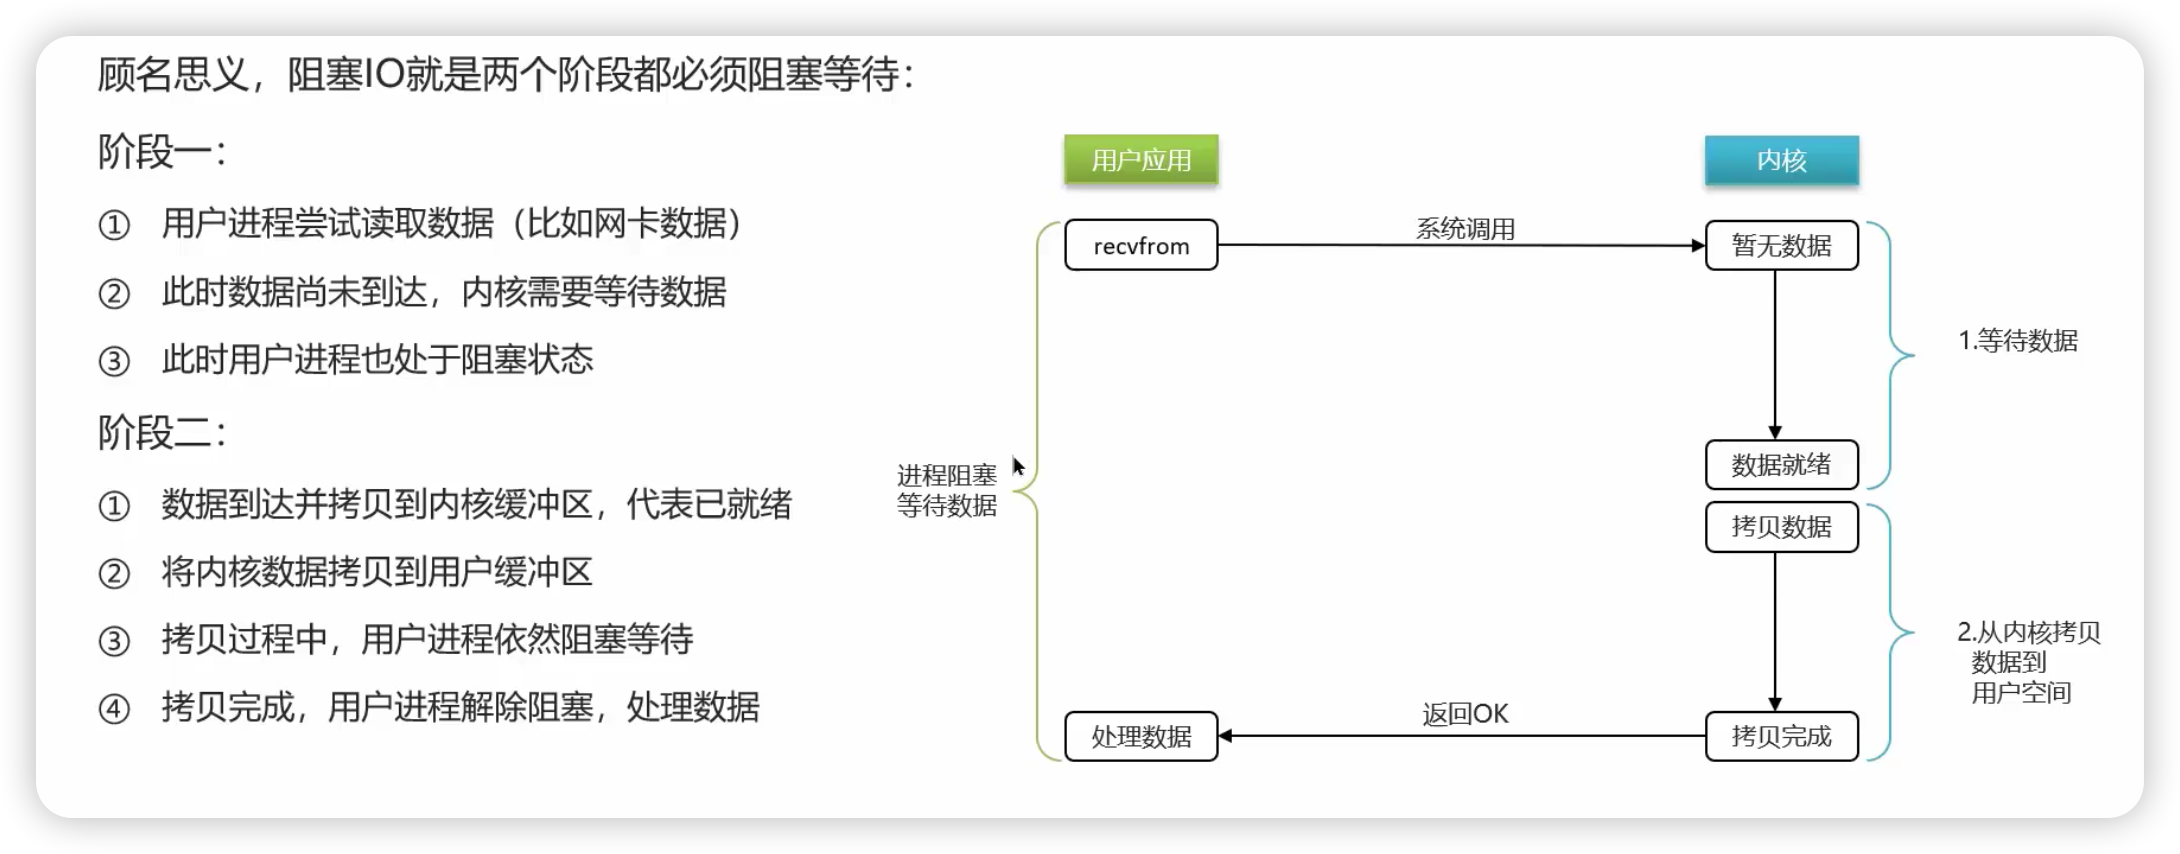 顾名思义，阻塞IO就是两个阶段都必须阻塞等待：
阶段一：
① 用户进程尝试读取数据（比如网卡数据）
② 此时数据尚未到达，内核需要等待数据
③ 此时用户进程也处于阻塞状态
阶段二：
① 数据到达并拷贝到内核缓冲区，代表已就绪
② 将内核数据拷贝到用户缓冲区
③ 拷贝过程中，用户进程依然阻塞等待
④ 拷贝完成，用户进程解除阻塞，处理数据
用户应用
内核
recvfrom
系统调用
暂无数据
1.等待数据
数据就绪
进程阻塞
等待数据
拷贝数据
2.从内核拷贝
数据到
用户空间
处理数据
返回OK
拷贝完成